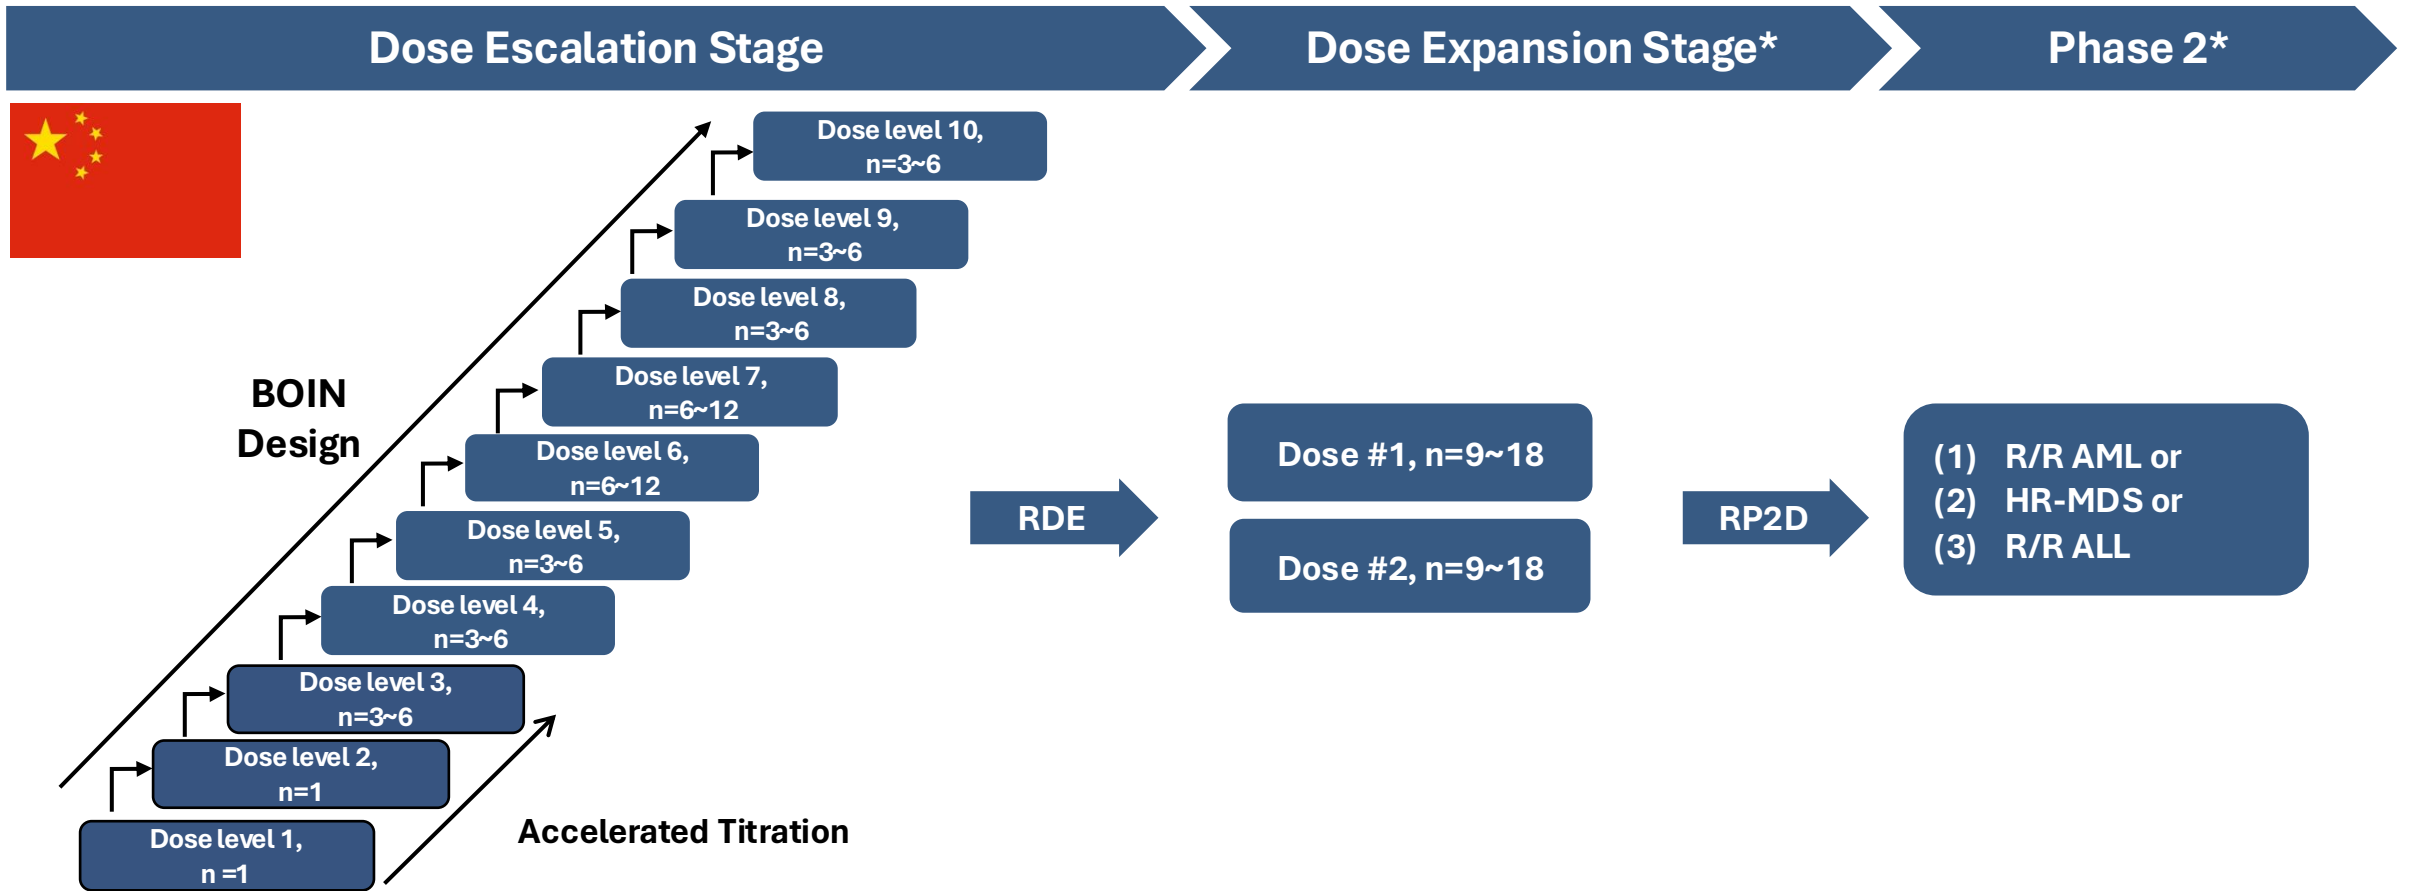 Dose Escalation Stage
Dose Expansion Stage*
Phase 2*
Dose level 10,
n=3~6
Dose level 9,
n=3~6
Dose level 8,
n=3~6
Dose level 7,
n=6~12
Dose level 6,
n=6~12
Dose level 5,
n=3~6
Dose level 4,
n=3~6
Dose level 3,
n=3~6
Dose level 2,
n=1
Dose level 1,
n =1
BOIN
Design
Accelerated Titration
RDE
Dose #1, n=9~18
Dose #2, n=9~18
RP2D
(1) R/R AML or
(2) HR-MDS or
(3) R/R ALL